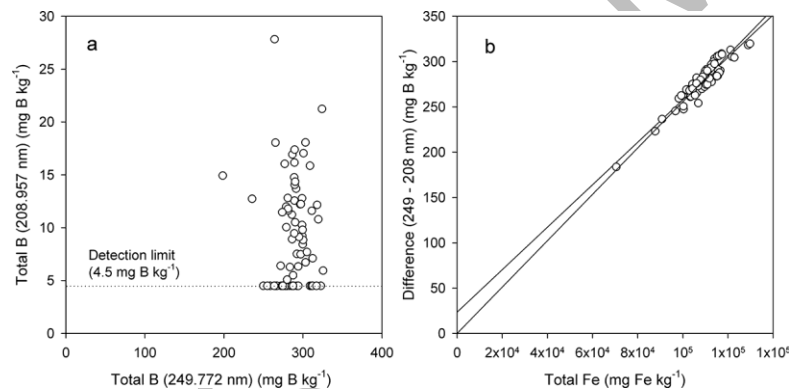 a
30
25
20
15
10
5
0
Total B (208.957 nm) (mg B kg⁻¹)
Detection limit
(4.5 mg B kg⁻¹)
0 100 200 300 400
Total B (249.772 nm) (mg B kg⁻¹)
b
350
300
250
200
150
100
50
0
Difference (249 - 208 nm) (mg B kg⁻¹)
0 2x10⁴ 4x10⁴ 6x10⁴ 8x10⁴ 1x10⁵ 1x10⁵ 1x10⁵
Total Fe (mg Fe kg⁻¹)